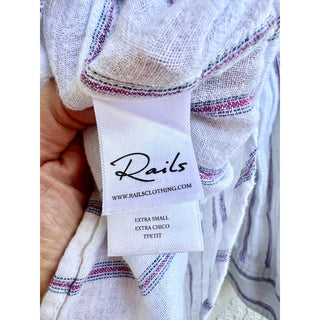 Rails
WWW.RAILSCLOTHING.COM
EXTRA SMALL
EXTRA CHICO
TPETIT